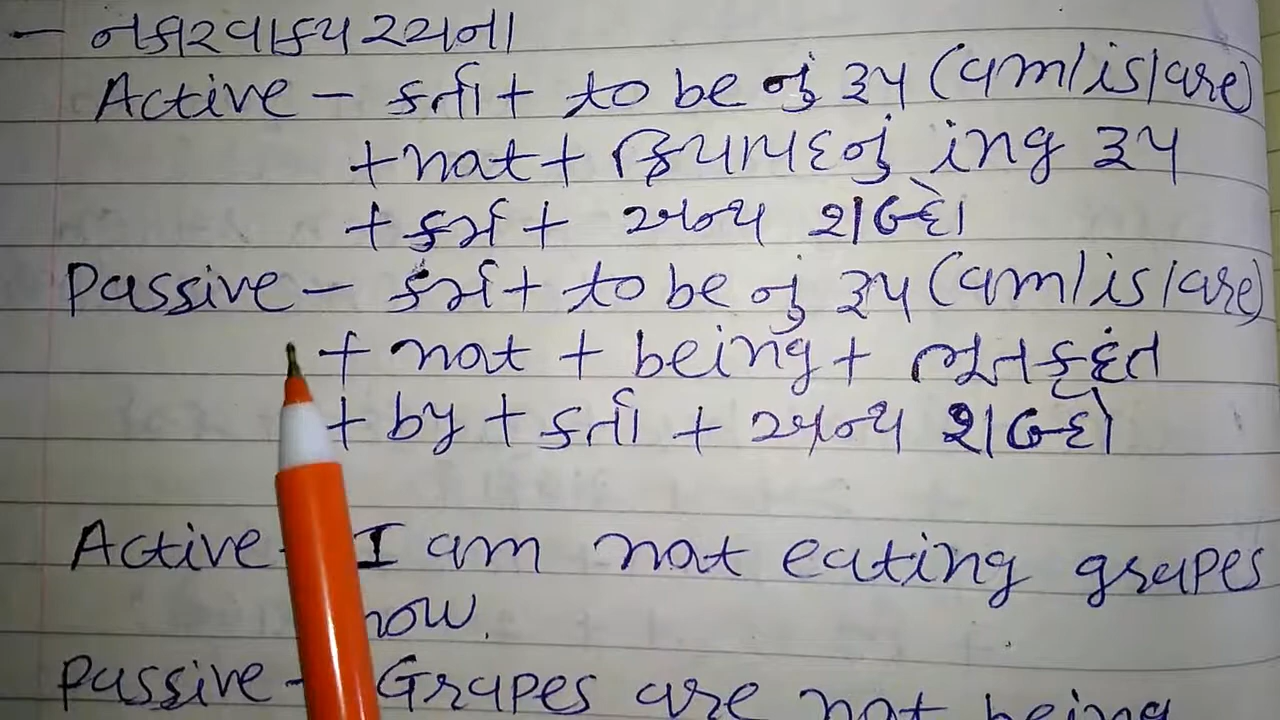 - નકારવાક્ય રચના
Active - કર્તા + to be નું રૂપ (am/is/are)
+ not + ક્રિયાપદનું ing રૂપ
+ કર્મ + અન્ય શબ્દો
Passive - કર્મ + to be નું રૂપ (am/is/are)
+ not + being + ભૂતકૃદંત
+ by + કર્તા + અન્ય શબ્દો
Active - I am not eating grapes
now.
Passive - Grapes are not being